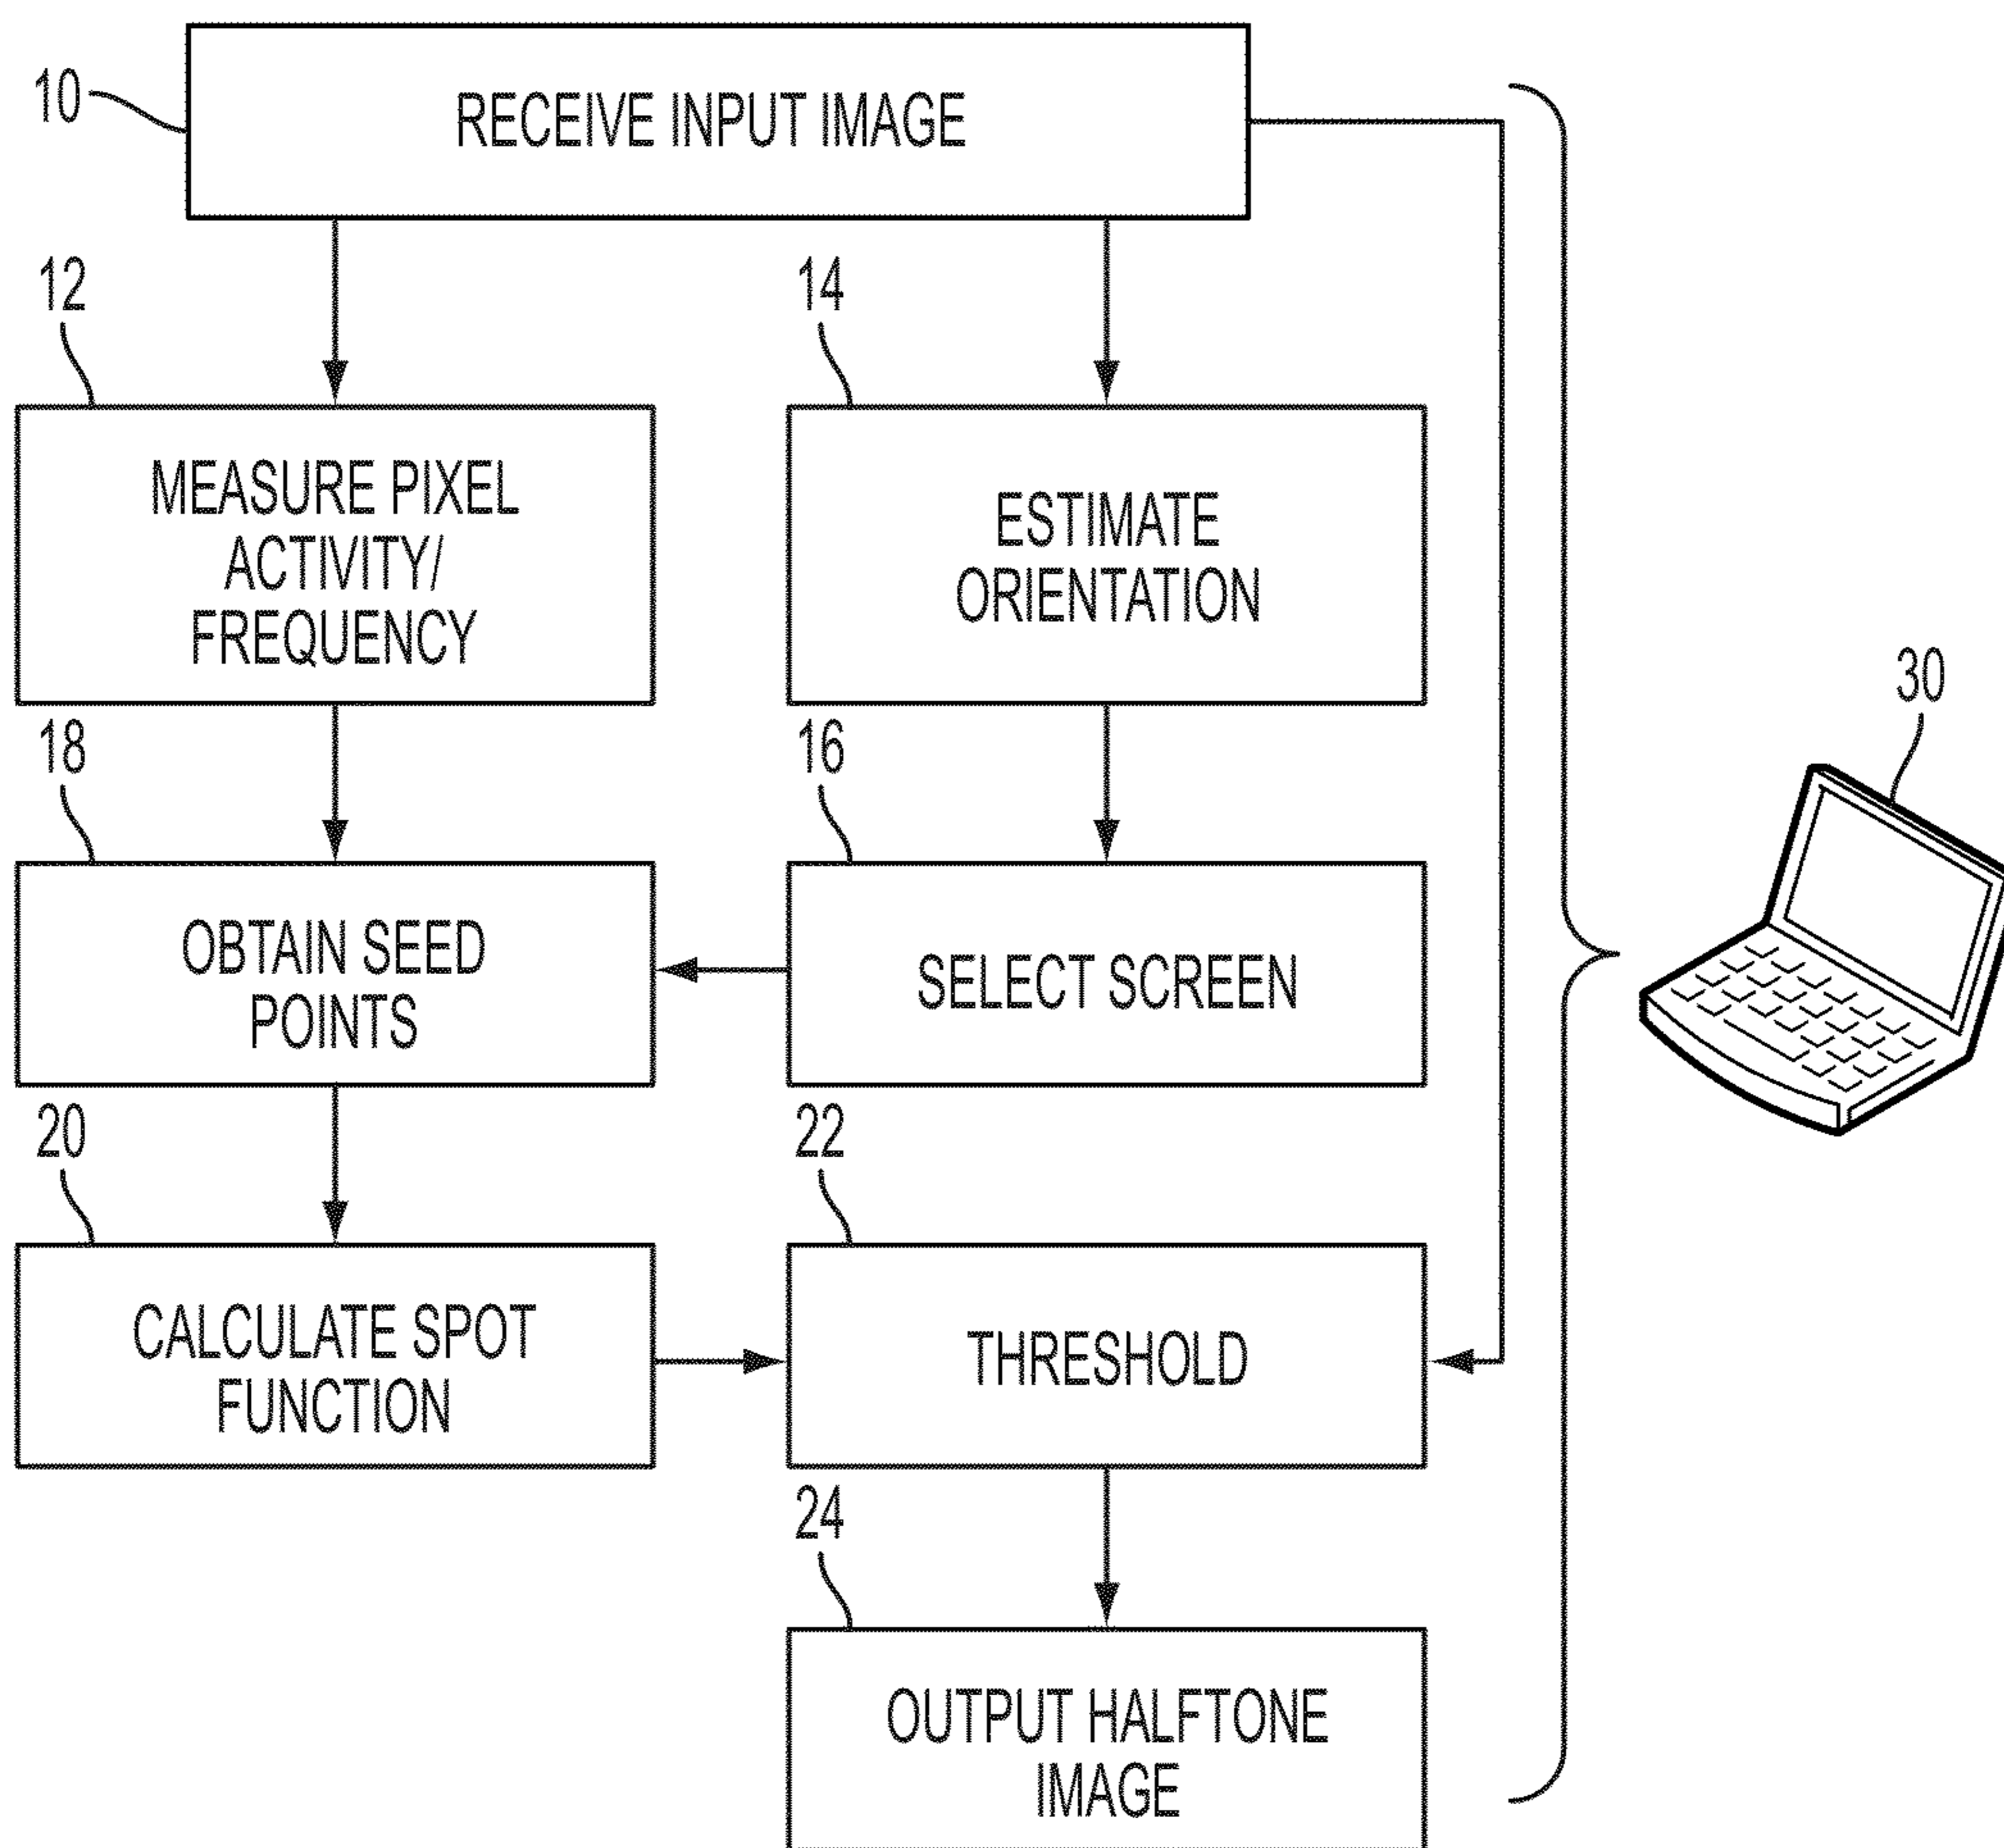 10
RECEIVE INPUT IMAGE
12
14
MEASURE PIXEL
ACTIVITY/
FREQUENCY
ESTIMATE
ORIENTATION
30
18
16
OBTAIN SEED
POINTS
SELECT SCREEN
20
22
CALCULATE SPOT
FUNCTION
THRESHOLD
24
OUTPUT HALFTONE
IMAGE